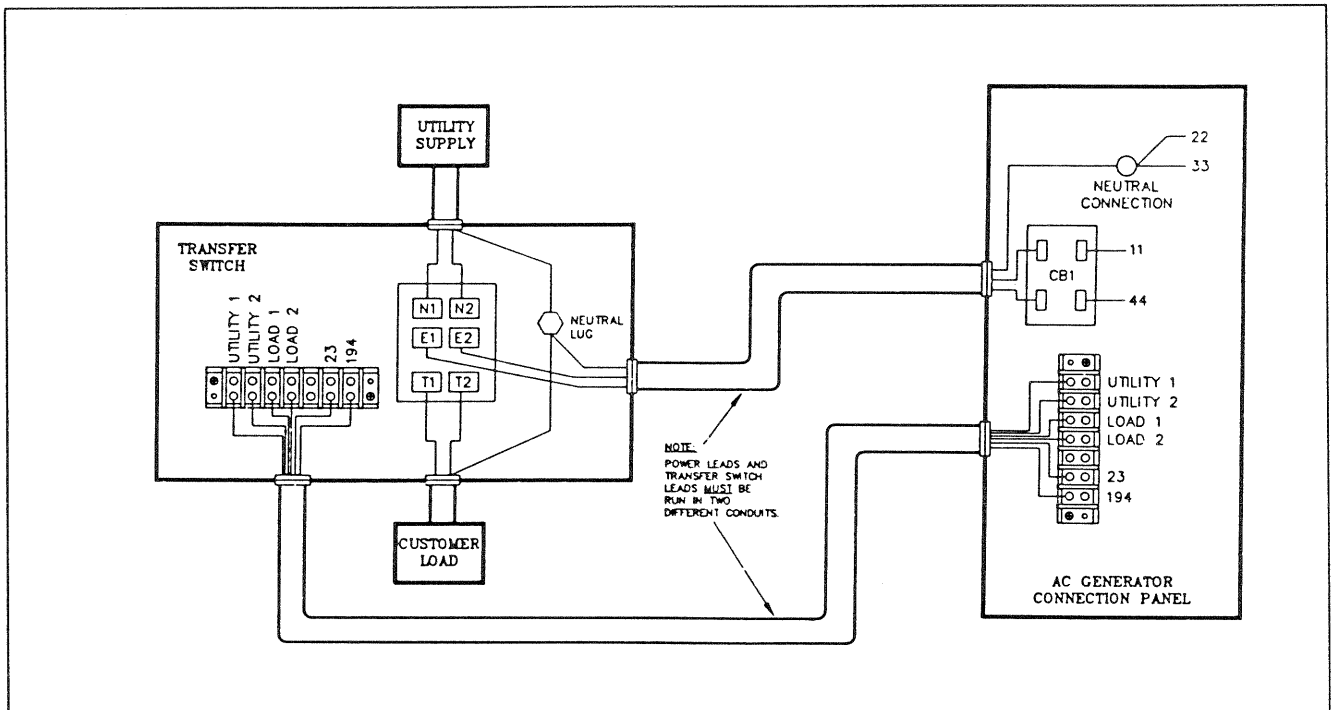 UTILITY
SUPPLY
TRANSFER
SWITCH
UTILITY 1
UTILITY 2
LOAD 1
LOAD 2
23
194
N1
N2
E1
E2
T1
T2
NEUTRAL
LUG
CUSTOMER
LOAD
NOTE:
POWER LEADS AND
TRANSFER SWITCH
LEADS MUST BE
RUN IN TWO
DIFFERENT CONDUITS.
22
33
NEUTRAL
CONNECTION
11
CB1
44
UTILITY 1
UTILITY 2
LOAD 1
LOAD 2
23
194
AC GENERATOR
CONNECTION PANEL